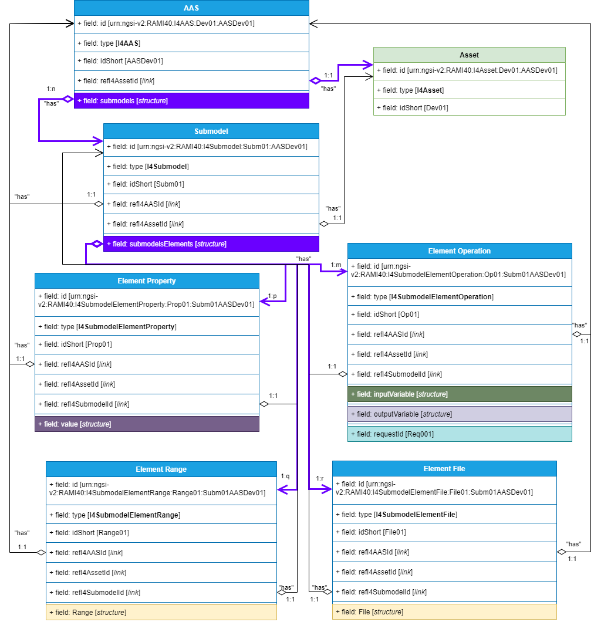 AAS
+ field: id [urn:ngsi-v2:RAMI40:I4AAS:Dev01:AASDev01]
+ field: type [I4AAS]
+ field: idShort [AASDev01]
+ field: refI4AssetId [link]
+ field: submodels [structure]
1:1
"has"
1:n
"has"
Asset
+ field: id [urn:ngsi-v2:RAMI40:I4Asset:Dev01:AASDev01]
+ field: type [I4Asset]
+ field: idShort [Dev01]
Submodel
+ field: id [urn:ngsi-v2:RAMI40:I4Submodel:Subm01:AASDev01]
+ field: type [I4Submodel]
+ field: idShort [Subm01]
+ field: refI4AASId [link]
+ field: refI4AssetId [link]
+ field: submodelsElements [structure]
1:1
"has"
"has"
1:1
"has"
1:m
1:p
1:q
1:r
Element Property
+ field: id [urn:ngsi-
v2:RAMI40:I4SubmodelElementProperty:Prop01:Subm01AASDev01]
+ field: type [I4SubmodelElementProperty]
+ field: idShort [Prop01]
+ field: refI4AASId [link]
+ field: refI4AssetId [link]
+ field: refI4SubmodelId [link]
+ field: value [structure]
"has"
1:1
1:1
Element Operation
+ field: id [urn:ngsi-
v2:RAMI40:I4SubmodelElementOperation:Op01:Subm01AASDev01]
+ field: type [I4SubmodelElementOperation]
+ field: idShort [Op01]
+ field: refI4AASId [link]
+ field: refI4AssetId [link]
+ field: refI4SubmodelId [link]
+ field: inputVariable [structure]
+ field: outputVariable [structure]
+ field: requestId [Req001]
"has"
1:1
1:1
Element Range
+ field: id [urn:ngsi-
v2:RAMI40:I4SubmodelElementRange:Range01:Subm01AASDev01]
+ field: type [I4SubmodelElementRange]
+ field: idShort [Range01]
+ field: refI4AASId [link]
+ field: refI4AssetId [link]
+ field: refI4SubmodelId [link]
+ field: Range [structure]
"has"
1:1
"has"
1:1
Element File
+ field: id [urn:ngsi-
v2:RAMI40:I4SubmodelElementFile:File01:Subm01AASDev01]
+ field: type [I4SubmodelElementFile]
+ field: idShort [File01]
+ field: refI4AASId [link]
+ field: refI4AssetId [link]
+ field: refI4SubmodelId [link]
+ field: File [structure]
"has"
1:1
"has"
1:1